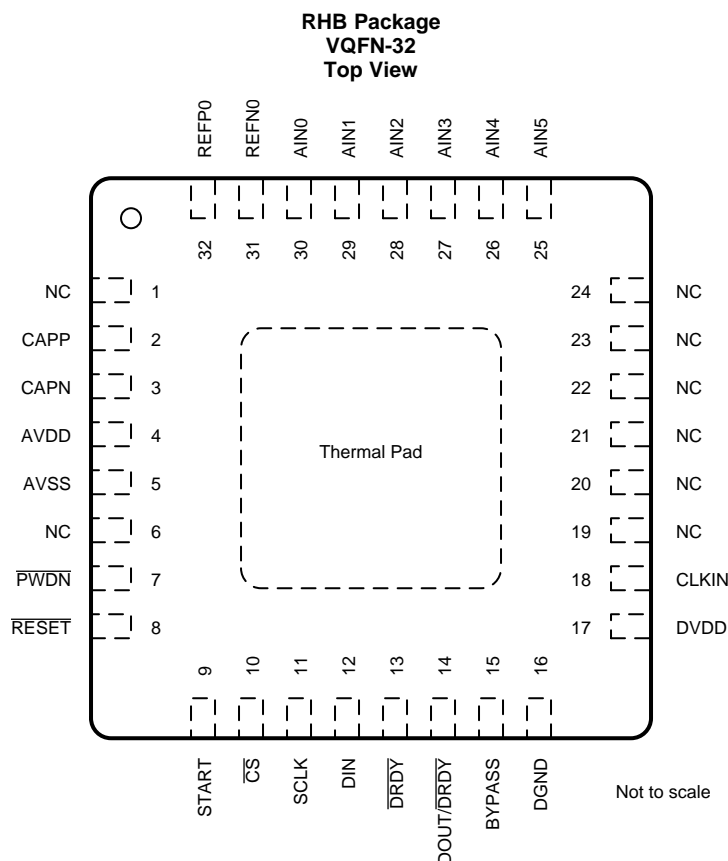 RHB Package
VQFN-32
Top View
REFP0
REFN0
AIN0
AIN1
AIN2
AIN3
AIN4
AIN5
32
31
30
29
28
27
26
25
NC 1
CAPP 2
CAPN 3
AVDD 4
AVSS 5
NC 6
PWDN 7
RESET 8
Thermal Pad
24 NC
23 NC
22 NC
21 NC
20 NC
19 NC
18 CLKIN
17 DVDD
9
10
11
12
13
14
15
16
START
CS
SCLK
DIN
DRDY
DOUT/DRDY
BYPASS
DGND
Not to scale